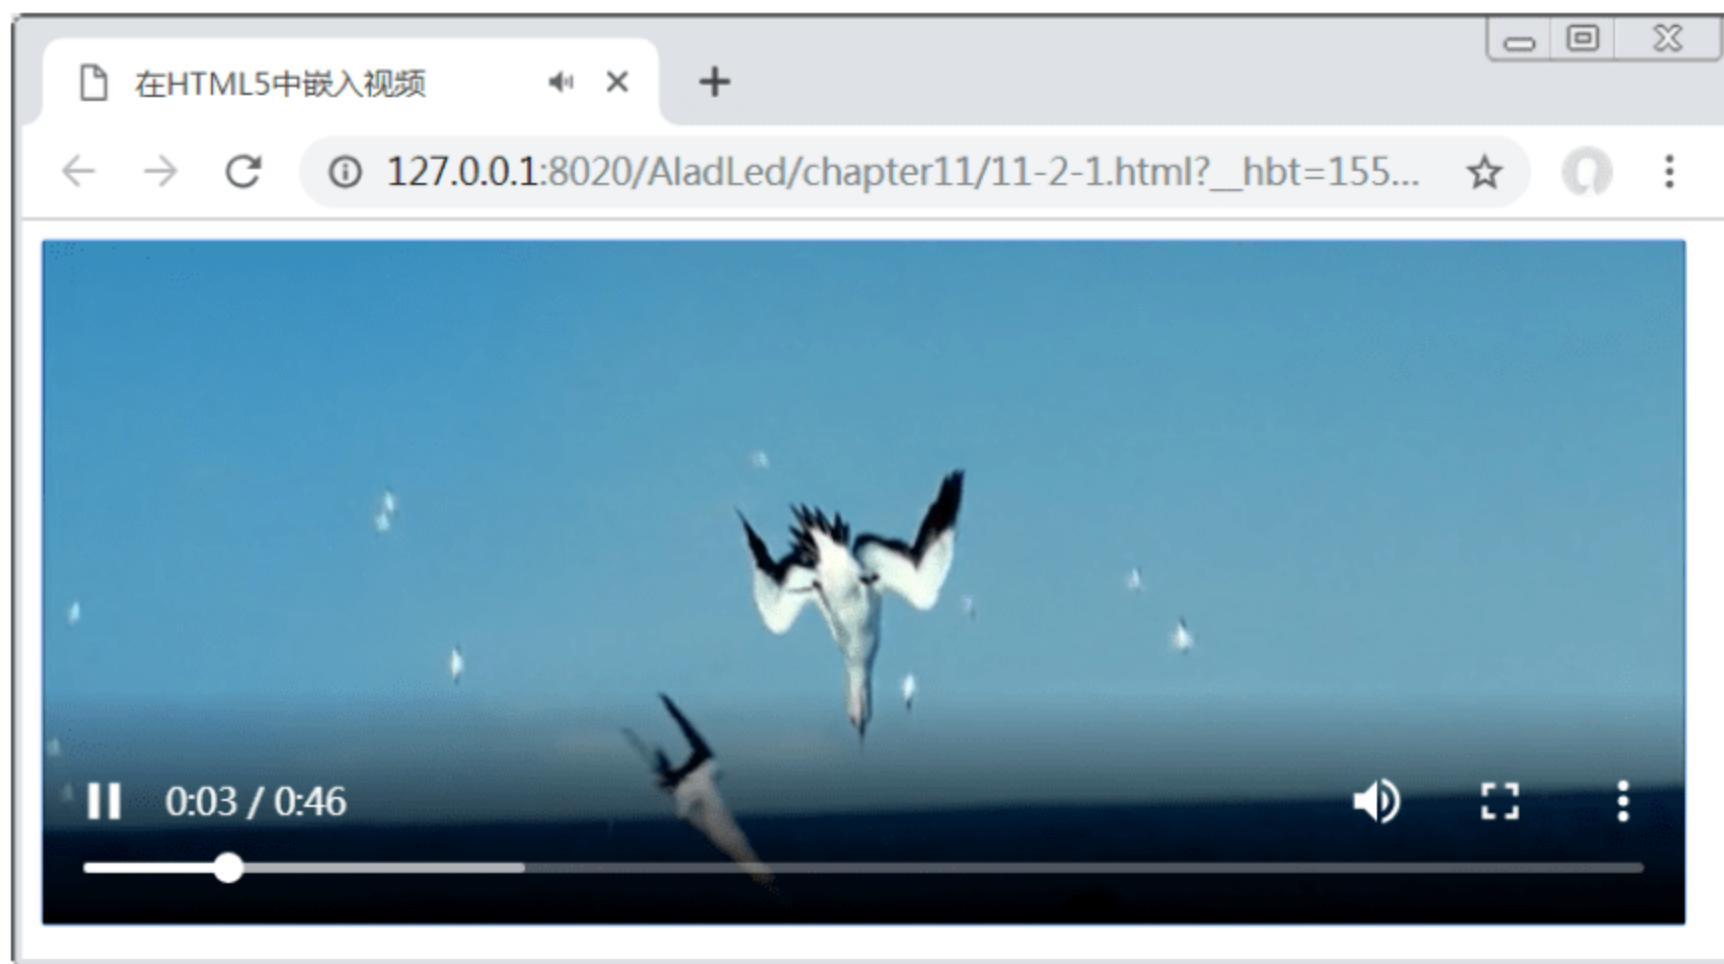 在HTML5中嵌入视频
127.0.0.1:8020/AladLed/chapter11/11-2-1.html?__hbt=155...
0:03 / 0:46